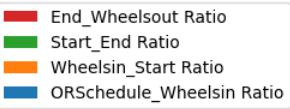 End_Wheelsout Ratio
Start_End Ratio
Wheelsin_Start Ratio
ORSchedule_Wheelsin Ratio